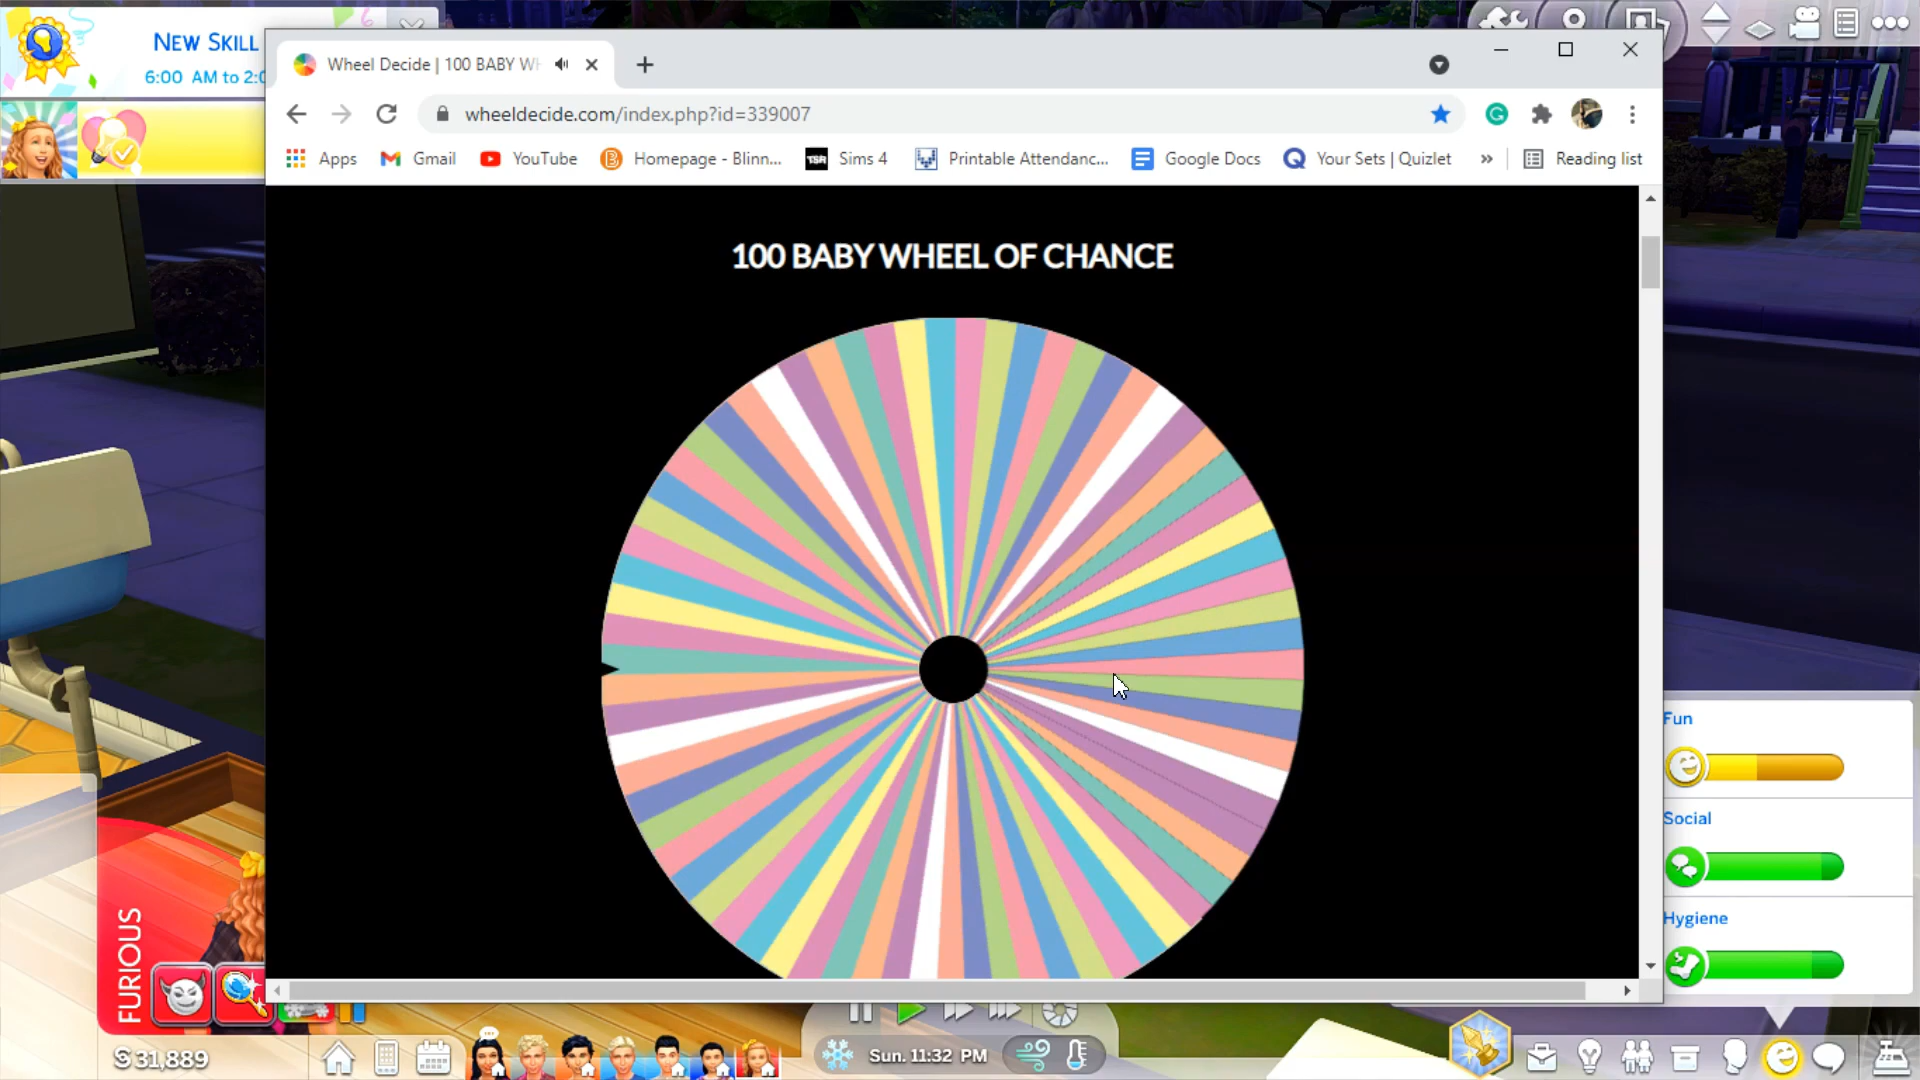 NEW SKILL
6:00 AM to 2:0
Wheel Decide | 100 BABY WH
wheeldecide.com/index.php?id=339007
Apps
Gmail
YouTube
Homepage - Blinn...
TSR
Sims 4
Printable Attendanc...
Google Docs
Your Sets | Quizlet
»
Reading list
100 BABY WHEEL OF CHANCE
Fun
Social
Hygiene
FURIOUS
§31,889
Sun. 11:32 PM